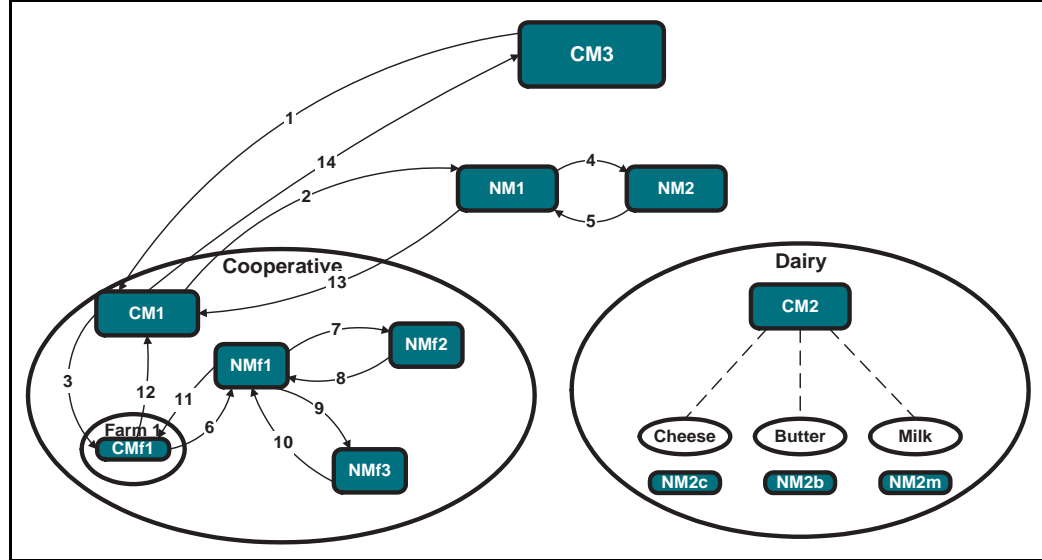 CM3
1
14
4
2
NM1
NM2
5
Cooperative
Dairy
13
CM1
CM2
7
NMf2
NMf1
8
3
12
11
9
Farm 1
6
10
CMf1
NMf3
Cheese
Butter
Milk
NM2c
NM2b
NM2m